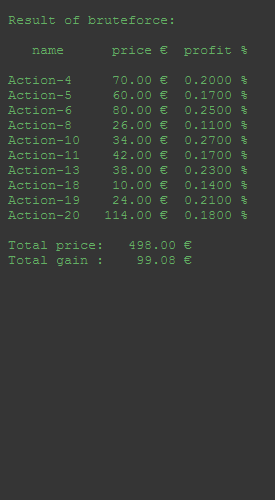 Result of bruteforce:
name price € profit %
Action-4 70.00 € 0.2000 %
Action-5 60.00 € 0.1700 %
Action-6 80.00 € 0.2500 %
Action-8 26.00 € 0.1100 %
Action-10 34.00 € 0.2700 %
Action-11 42.00 € 0.1700 %
Action-13 38.00 € 0.2300 %
Action-18 10.00 € 0.1400 %
Action-19 24.00 € 0.2100 %
Action-20 114.00 € 0.1800 %
Total price: 498.00 €
Total gain : 99.08 €